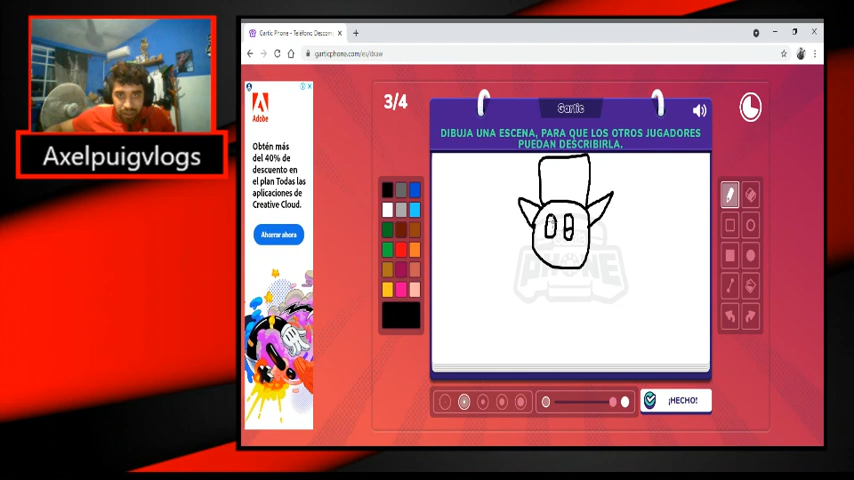 Gartic Phone - Teléfono Descom
garticphone.com/es/draw
3/4
Gartic
DIBUJA UNA ESCENA, PARA QUE LOS OTROS JUGADORES
PUEDAN DESCRIBIRLA.
Axelpuigvlogs
Adobe
Obtén más
del 40% de
descuento en
el plan Todas las
aplicaciones de
Creative Cloud.
Ahorrar ahora
PHONE
¡HECHO!